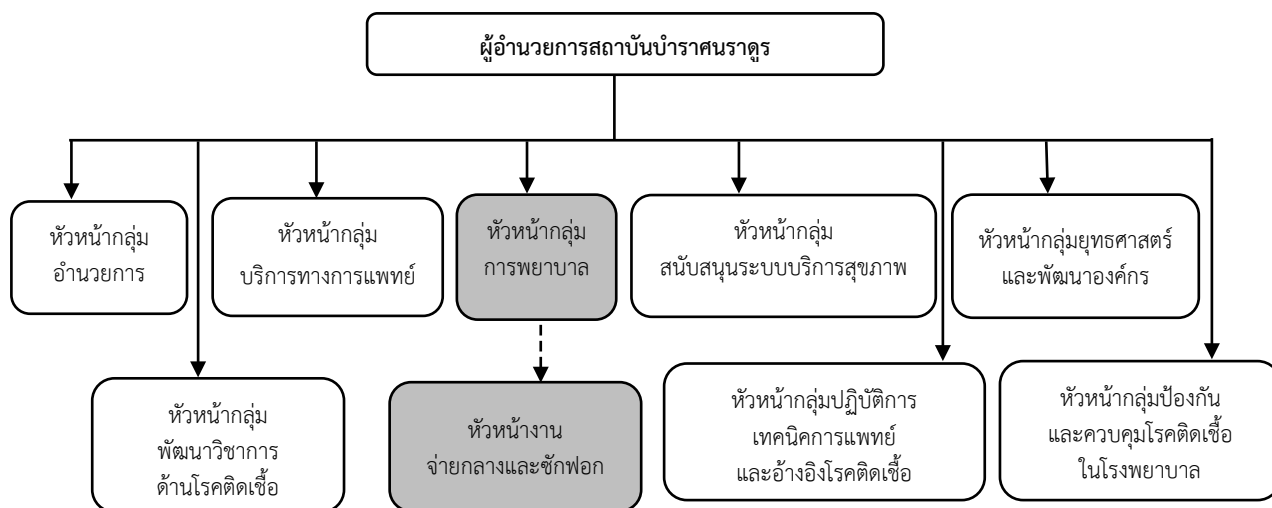 ผู้อำนวยการสถาบันบำราศนราดูร
หัวหน้ากลุ่ม
อำนวยการ
หัวหน้ากลุ่ม
บริการทางการแพทย์
หัวหน้ากลุ่ม
การพยาบาล
หัวหน้ากลุ่ม
สนับสนุนระบบบริการสุขภาพ
หัวหน้ากลุ่มยุทธศาสตร์
และพัฒนาองค์กร
หัวหน้ากลุ่ม
พัฒนาวิชาการ
ด้านโรคติดเชื้อ
หัวหน้างาน
จ่ายกลางและซักฟอก
หัวหน้ากลุ่มปฏิบัติการ
เทคนิคการแพทย์
และอ้างอิงโรคติดเชื้อ
หัวหน้ากลุ่มป้องกัน
และควบคุมโรคติดเชื้อ
ในโรงพยาบาล